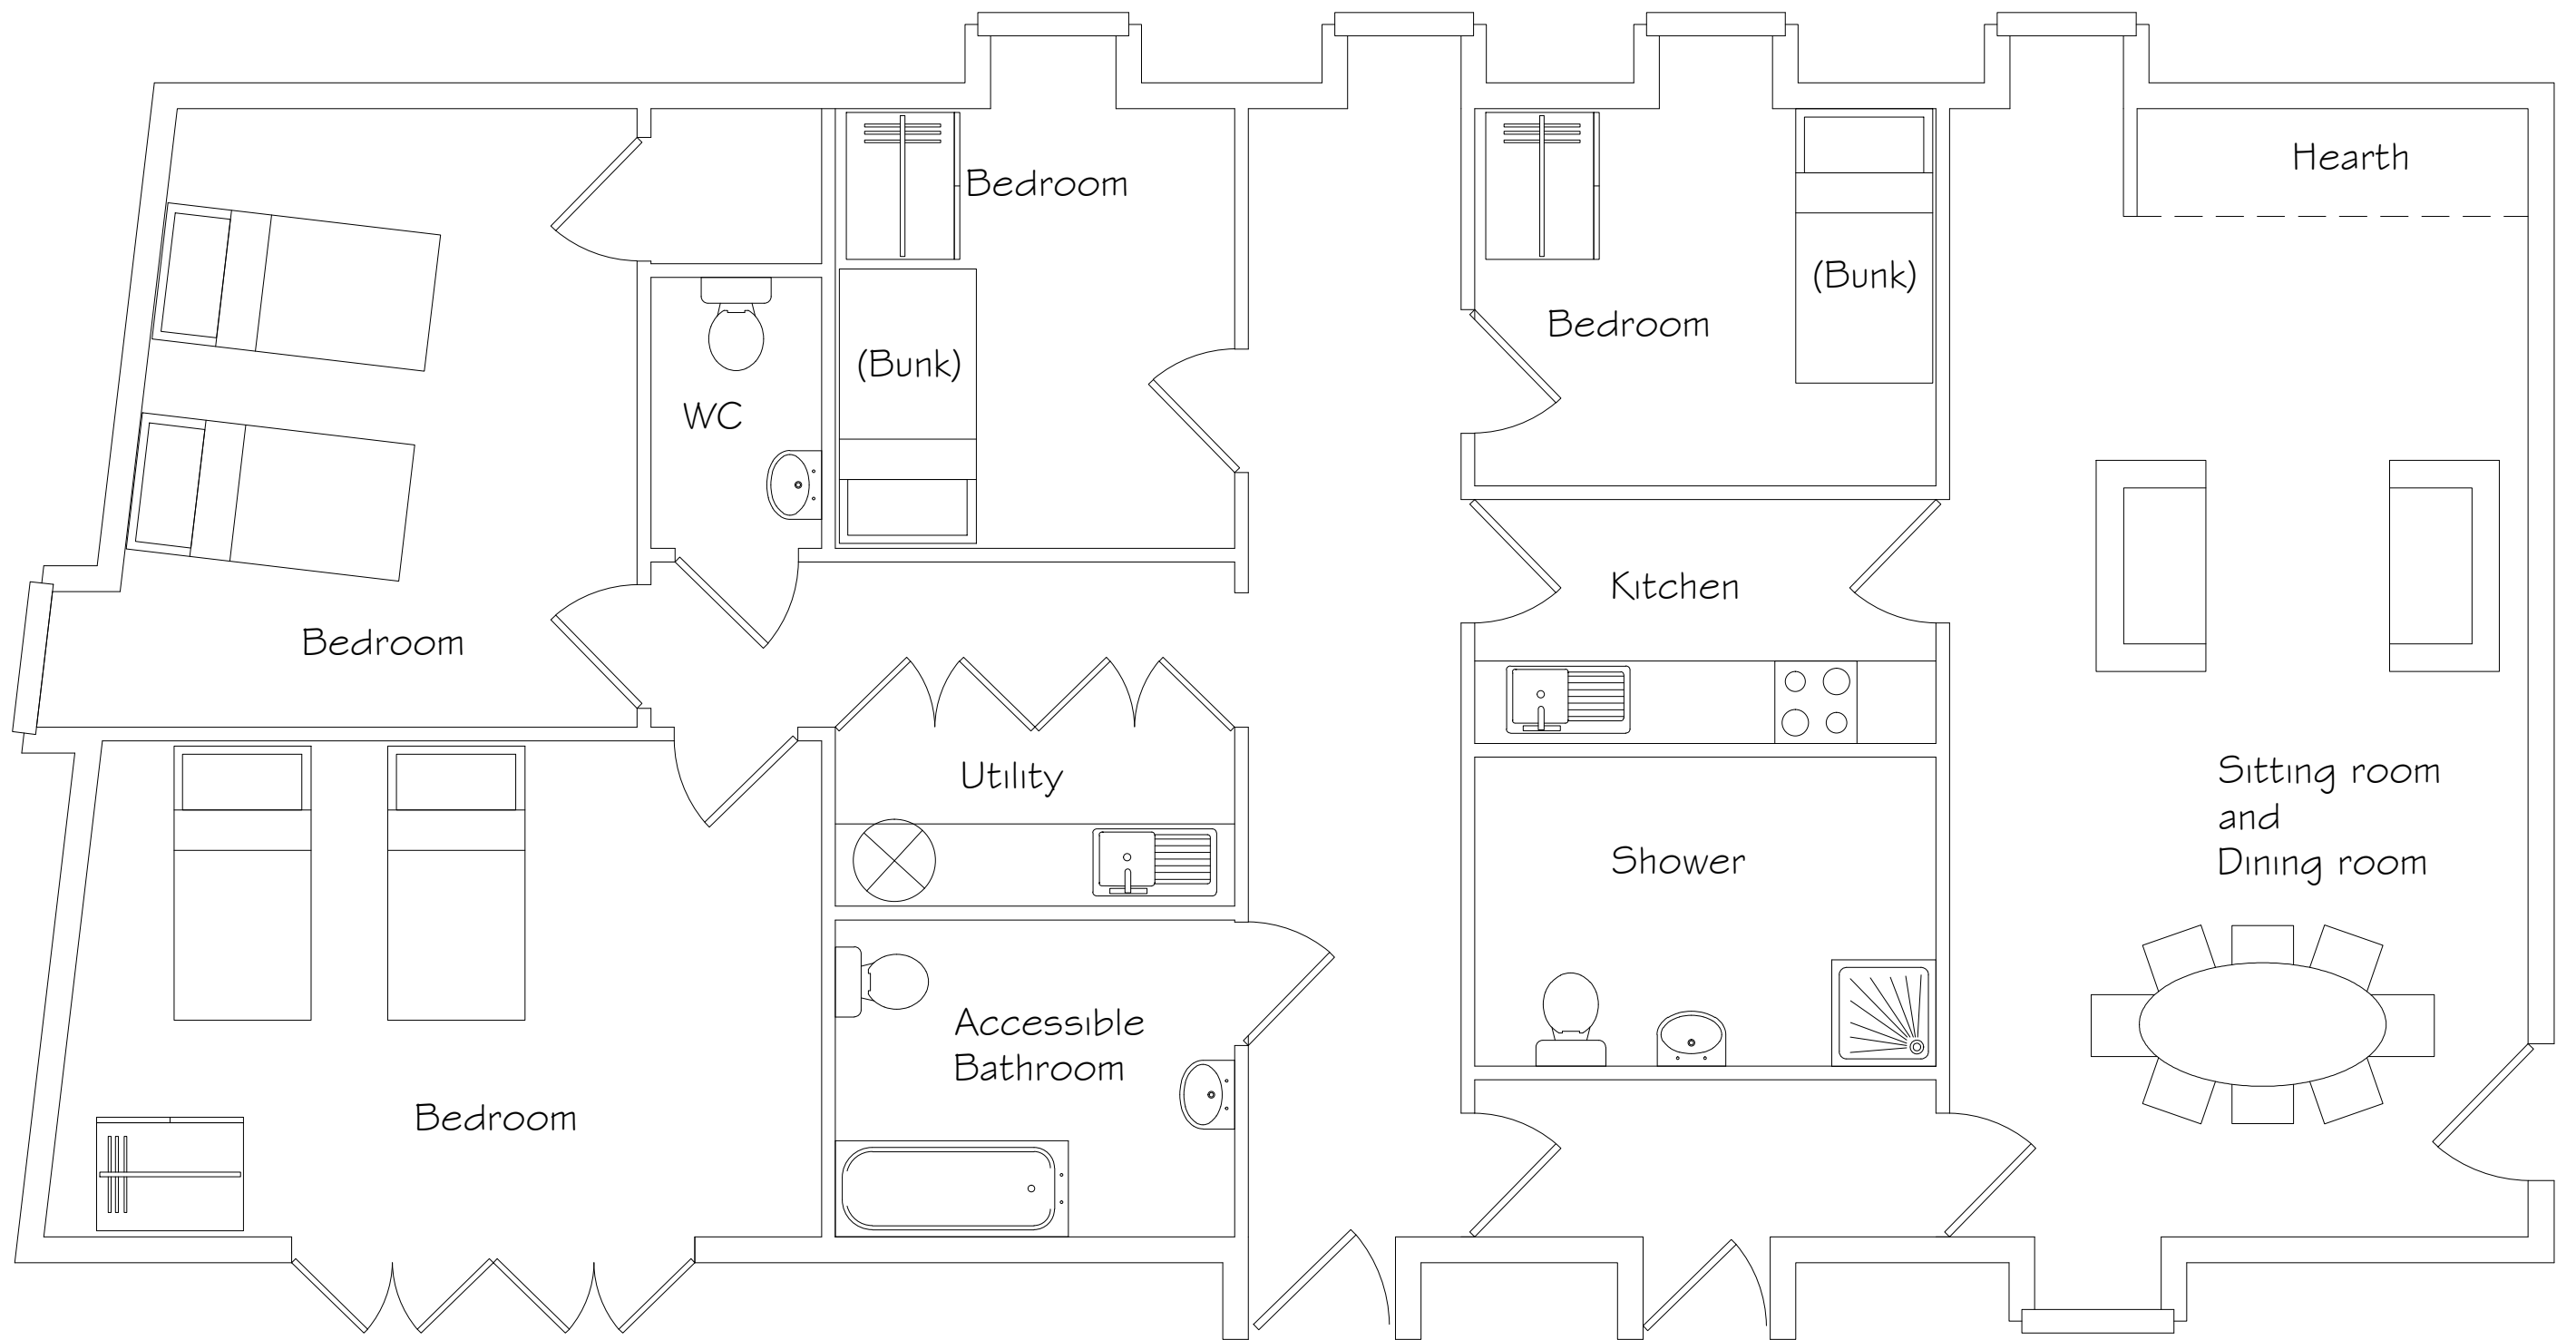 Hearth
Bedroom
(Bunk)
Bedroom
(Bunk)
WC
Kitchen
Bedroom
Sitting room
and
Dining room
Utility
Shower
Accessible
Bathroom
Bedroom